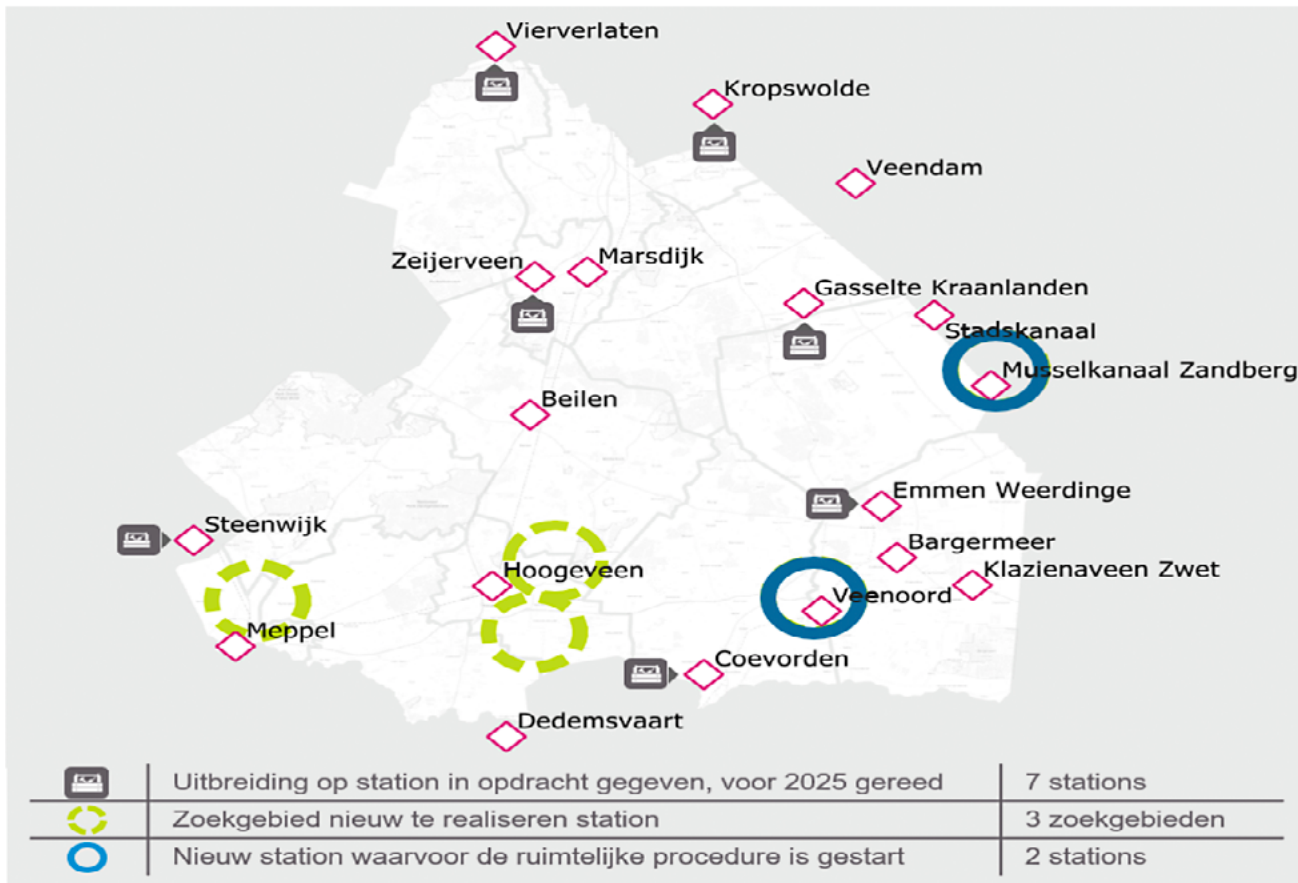 Vierverlaten
Kropswolde
Veendam
Zeijerveen
Marsdijk
Gasselte Kraanlanden
Stadskanaal
Musselkanaal Zandberg
Beilen
Emmen Weerdinge
Steenwijk
Bargermeer
Hoogeveen
Klazienaveen Zwet
Veenoord
Meppel
Coevorden
Dedemsvaart
Uitbreiding op station in opdracht gegeven, voor 2025 gereed 7 stations
Zoekgebied nieuw te realiseren station 3 zoekgebieden
Nieuw station waarvoor de ruimtelijke procedure is gestart 2 stations